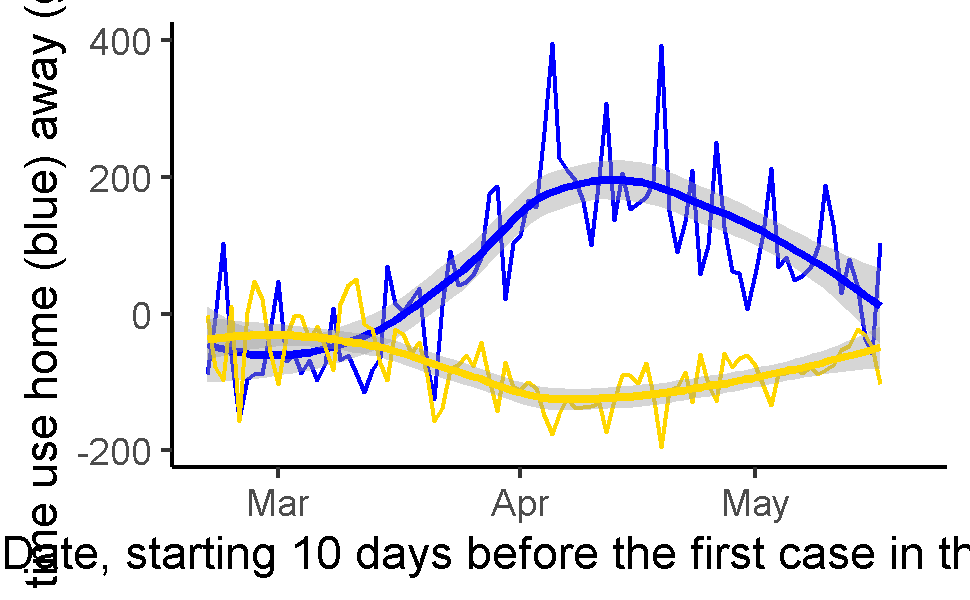 time use home (blue) away (
400
200
0
-200
Mar Apr May
Date, starting 10 days before the first case in th